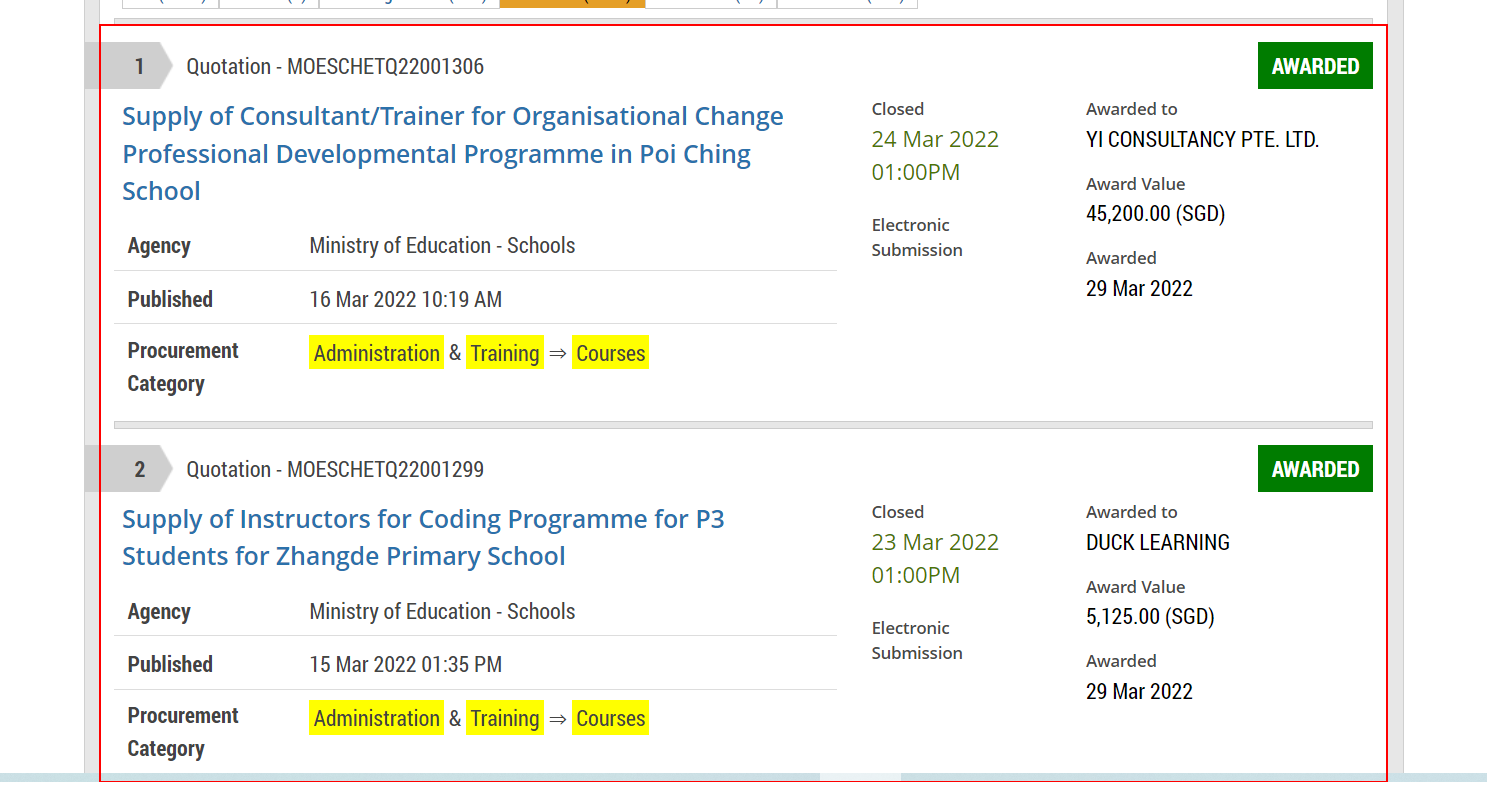 1
Quotation - MOESCHETQ22001306
AWARDED
Supply of Consultant/Trainer for Organisational Change
Professional Developmental Programme in Poi Ching
School
Agency
Ministry of Education - Schools
Published
16 Mar 2022 10:19 AM
Procurement
Category
Administration & Training ⇒ Courses
Closed
24 Mar 2022
01:00PM
Electronic
Submission
Awarded to
YI CONSULTANCY PTE. LTD.
Award Value
45,200.00 (SGD)
Awarded
29 Mar 2022
2
Quotation - MOESCHETQ22001299
AWARDED
Supply of Instructors for Coding Programme for P3
Students for Zhangde Primary School
Agency
Ministry of Education - Schools
Published
15 Mar 2022 01:35 PM
Procurement
Category
Administration & Training ⇒ Courses
Closed
23 Mar 2022
01:00PM
Electronic
Submission
Awarded to
DUCK LEARNING
Award Value
5,125.00 (SGD)
Awarded
29 Mar 2022